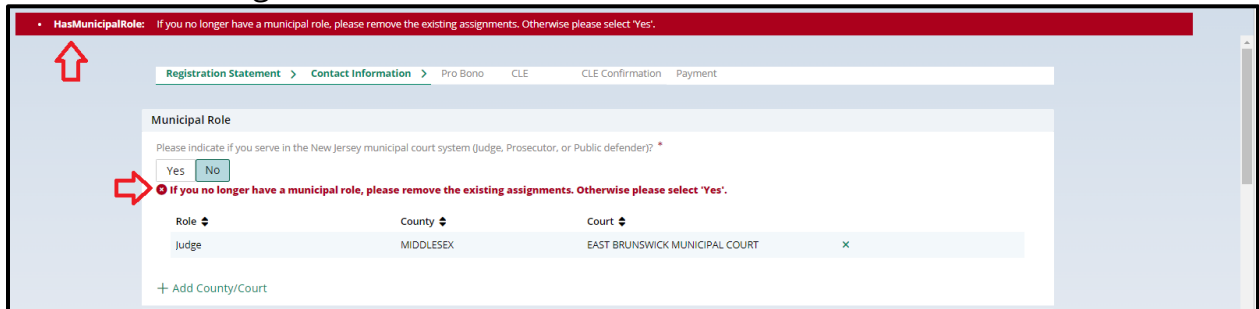 • HasMunicipalRole: If you no longer have a municipal role, please remove the existing assignments. Otherwise please select 'Yes'.
Registration Statement > Contact Information > Pro Bono CLE CLE Confirmation Payment
Municipal Role
Please indicate if you serve in the New Jersey municipal court system (Judge, Prosecutor, or Public defender)? *
Yes No
If you no longer have a municipal role, please remove the existing assignments. Otherwise please select 'Yes'.
Role County Court
Judge MIDDLESEX EAST BRUNSWICK MUNICIPAL COURT ×
+ Add County/Court